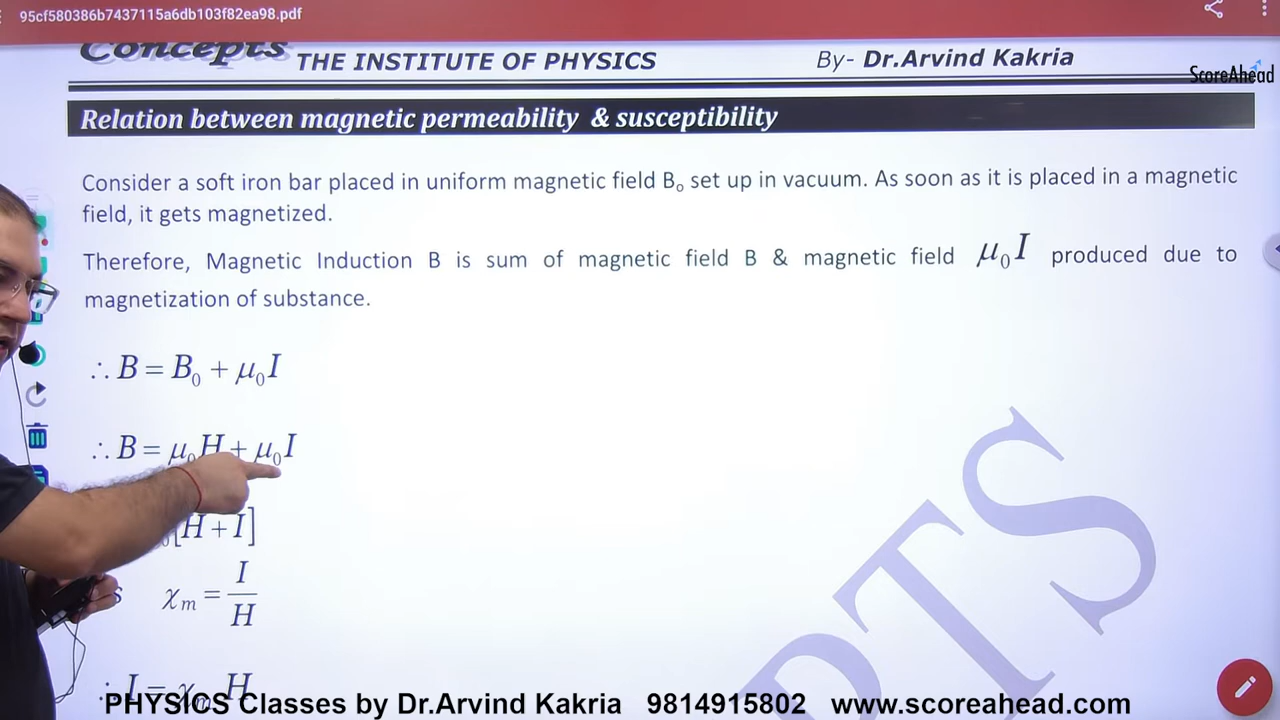 95cf580386b7437115a6db103f82ea98.pdf
Concepts THE INSTITUTE OF PHYSICS By- Dr.Arvind Kakria
ScoreAhead
Relation between magnetic permeability & susceptibility
Consider a soft iron bar placed in uniform magnetic field B₀ set up in vacuum. As soon as it is placed in a magnetic
field, it gets magnetized.
Therefore, Magnetic Induction B is sum of magnetic field B & magnetic field μ₀I produced due to
magnetization of substance.
∴ B = B₀ + μ₀I
∴ B = μ₀H + μ₀I
[H + I]
χₘ = I/H
∴ I = χₘ H
PHYSICS Classes by Dr.Arvind Kakria 9814915802 www.scoreahead.com
PTS